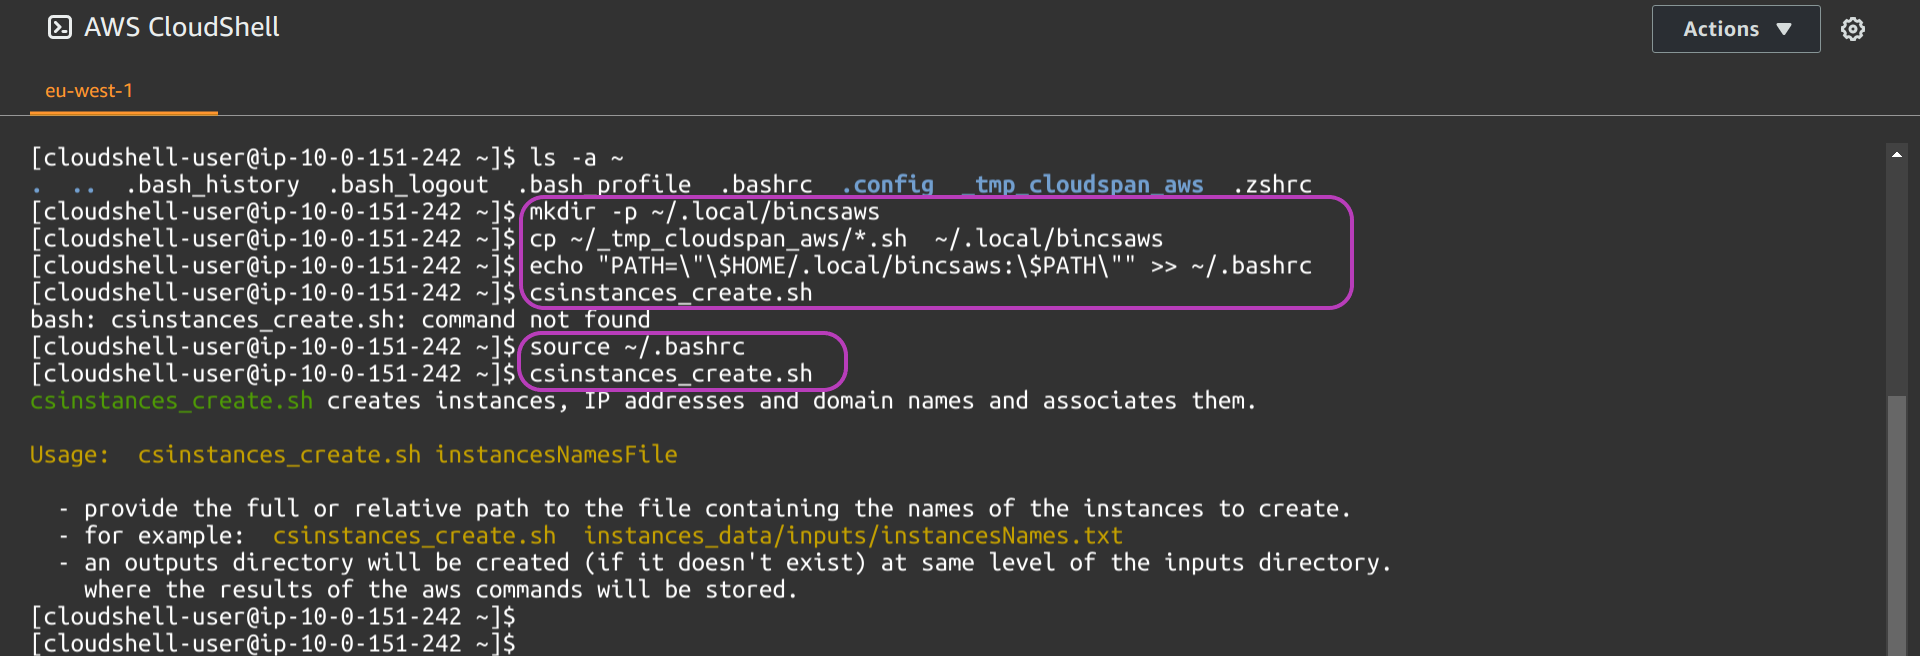 AWS CloudShell
Actions
eu-west-1
[cloudshell-user@ip-10-0-151-242 ~]$ ls -a ~
.  ..  .bash_history  .bash_logout  .bash_profile  .bashrc  .config  _tmp_cloudspan_aws  .zshrc
[cloudshell-user@ip-10-0-151-242 ~]$ mkdir -p ~/.local/bincsaws
[cloudshell-user@ip-10-0-151-242 ~]$ cp ~/_tmp_cloudspan_aws/*.sh  ~/.local/bincsaws
[cloudshell-user@ip-10-0-151-242 ~]$ echo "PATH=\"\$HOME/.local/bincsaws:\$PATH\"" >> ~/.bashrc
[cloudshell-user@ip-10-0-151-242 ~]$ csinstances_create.sh
bash: csinstances_create.sh: command not found
[cloudshell-user@ip-10-0-151-242 ~]$ source ~/.bashrc
[cloudshell-user@ip-10-0-151-242 ~]$ csinstances_create.sh
csinstances_create.sh creates instances, IP addresses and domain names and associates them.
Usage:  csinstances_create.sh instancesNamesFile
- provide the full or relative path to the file containing the names of the instances to create.
- for example:  csinstances_create.sh  instances_data/inputs/instancesNames.txt
- an outputs directory will be created (if it doesn't exist) at same level of the inputs directory.
where the results of the aws commands will be stored.
[cloudshell-user@ip-10-0-151-242 ~]$
[cloudshell-user@ip-10-0-151-242 ~]$